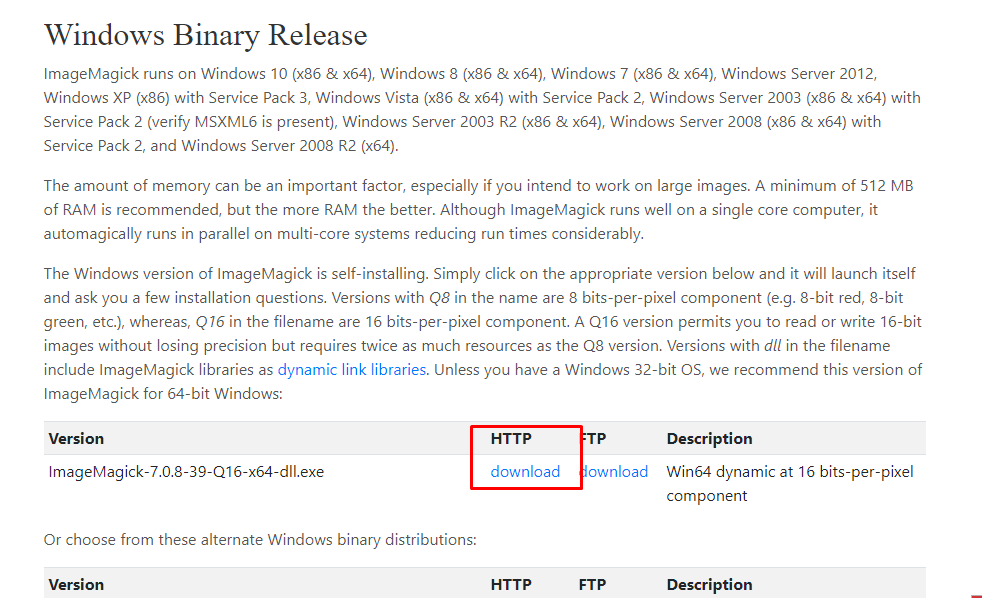 Windows Binary Release
ImageMagick runs on Windows 10 (x86 & x64), Windows 8 (x86 & x64), Windows 7 (x86 & x64), Windows Server 2012,
Windows XP (x86) with Service Pack 3, Windows Vista (x86 & x64) with Service Pack 2, Windows Server 2003 (x86 & x64) with
Service Pack 2 (verify MSXML6 is present), Windows Server 2003 R2 (x86 & x64), Windows Server 2008 (x86 & x64) with
Service Pack 2, and Windows Server 2008 R2 (x64).
The amount of memory can be an important factor, especially if you intend to work on large images. A minimum of 512 MB
of RAM is recommended, but the more RAM the better. Although ImageMagick runs well on a single core computer, it
automagically runs in parallel on multi-core systems reducing run times considerably.
The Windows version of ImageMagick is self-installing. Simply click on the appropriate version below and it will launch itself
and ask you a few installation questions. Versions with Q8 in the name are 8 bits-per-pixel component (e.g. 8-bit red, 8-bit
green, etc.), whereas, Q16 in the filename are 16 bits-per-pixel component. A Q16 version permits you to read or write 16-bit
images without losing precision but requires twice as much resources as the Q8 version. Versions with dll in the filename
include ImageMagick libraries as dynamic link libraries. Unless you have a Windows 32-bit OS, we recommend this version of
ImageMagick for 64-bit Windows:
Version HTTP FTP Description
ImageMagick-7.0.8-39-Q16-x64-dll.exe download download Win64 dynamic at 16 bits-per-pixel
component
Or choose from these alternate Windows binary distributions:
Version HTTP FTP Description